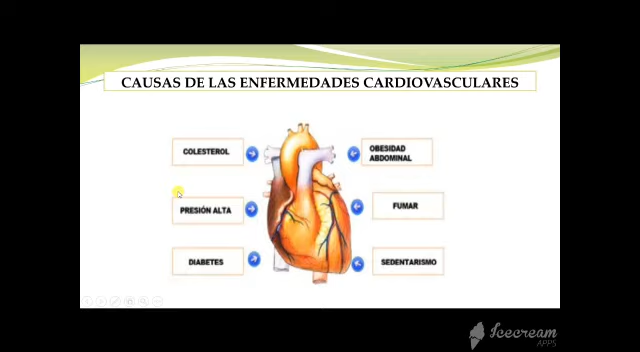 CAUSAS DE LAS ENFERMEDADES CARDIOVASCULARES
COLESTEROL
OBESIDAD
ABDOMINAL
PRESIÓN ALTA
FUMAR
DIABETES
SEDENTARISMO
Icecream
APPS